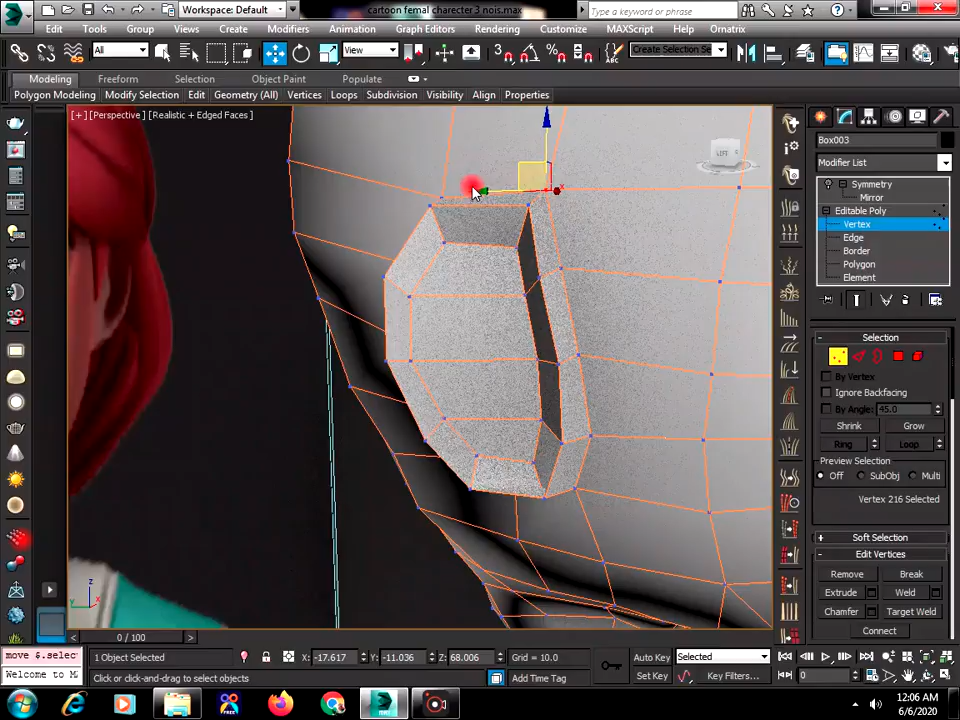 Workspace: Default
cartoon femal charecter 3 nois.max
Type a keyword or phrase
Edit Tools Group Views Create Modifiers Animation Graph Editors Rendering Customize MAXScript Help Ornatrix
All View Create Selection Se
Modeling Freeform Selection Object Paint Populate
Polygon Modeling Modify Selection Edit Geometry (All) Vertices Loops Subdivision Visibility Align Properties
[+] [Perspective] [Realistic + Edged Faces]
LEFT
x
z
y
x
Box003
Modifier List
Symmetry
Mirror
Editable Poly
Vertex
Edge
Border
Polygon
Element
Selection
By Vertex
Ignore Backfacing
By Angle: 45.0
Shrink Grow
Ring Loop
Preview Selection
Off SubObj Multi
Vertex 216 Selected
Soft Selection
Edit Vertices
Remove Break
Extrude Weld
Chamfer Target Weld
Connect
0 / 100
move $.selec
Welcome to M
1 Object Selected
X: -17.617 Y: -11.036 Z: 68.006 Grid = 10.0
Click or click-and-drag to select objects
Add Time Tag
Auto Key Selected
Set Key Key Filters...
0
12:06 AM
6/6/2020